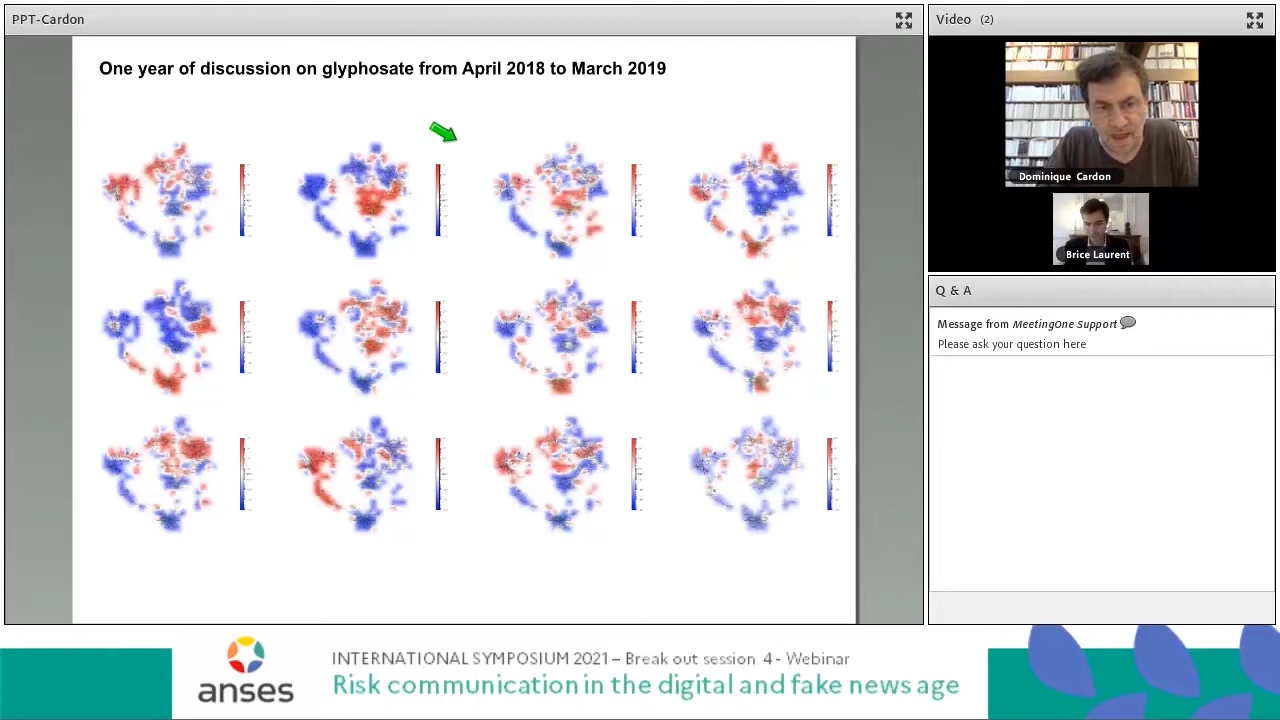 PPT-Cardon
One year of discussion on glyphosate from April 2018 to March 2019
Video (2)
Dominique Cardon
Brice Laurent
Q & A
Message from MeetingOne Support
Please ask your question here
anses
INTERNATIONAL SYMPOSIUM 2021 – Break out session 4 - Webinar
Risk communication in the digital and fake news age